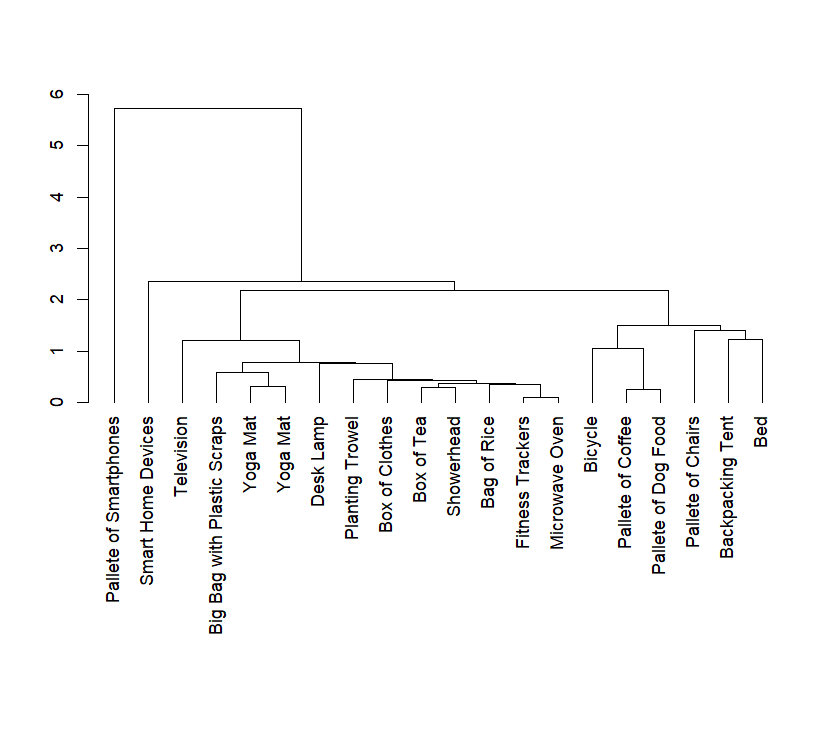 6
5
4
3
2
1
0
Pallete of Smartphones
Smart Home Devices
Television
Big Bag with Plastic Scraps
Yoga Mat
Yoga Mat
Desk Lamp
Planting Trowel
Box of Clothes
Box of Tea
Showerhead
Bag of Rice
Fitness Trackers
Microwave Oven
Bicycle
Pallete of Coffee
Pallete of Dog Food
Pallete of Chairs
Backpacking Tent
Bed